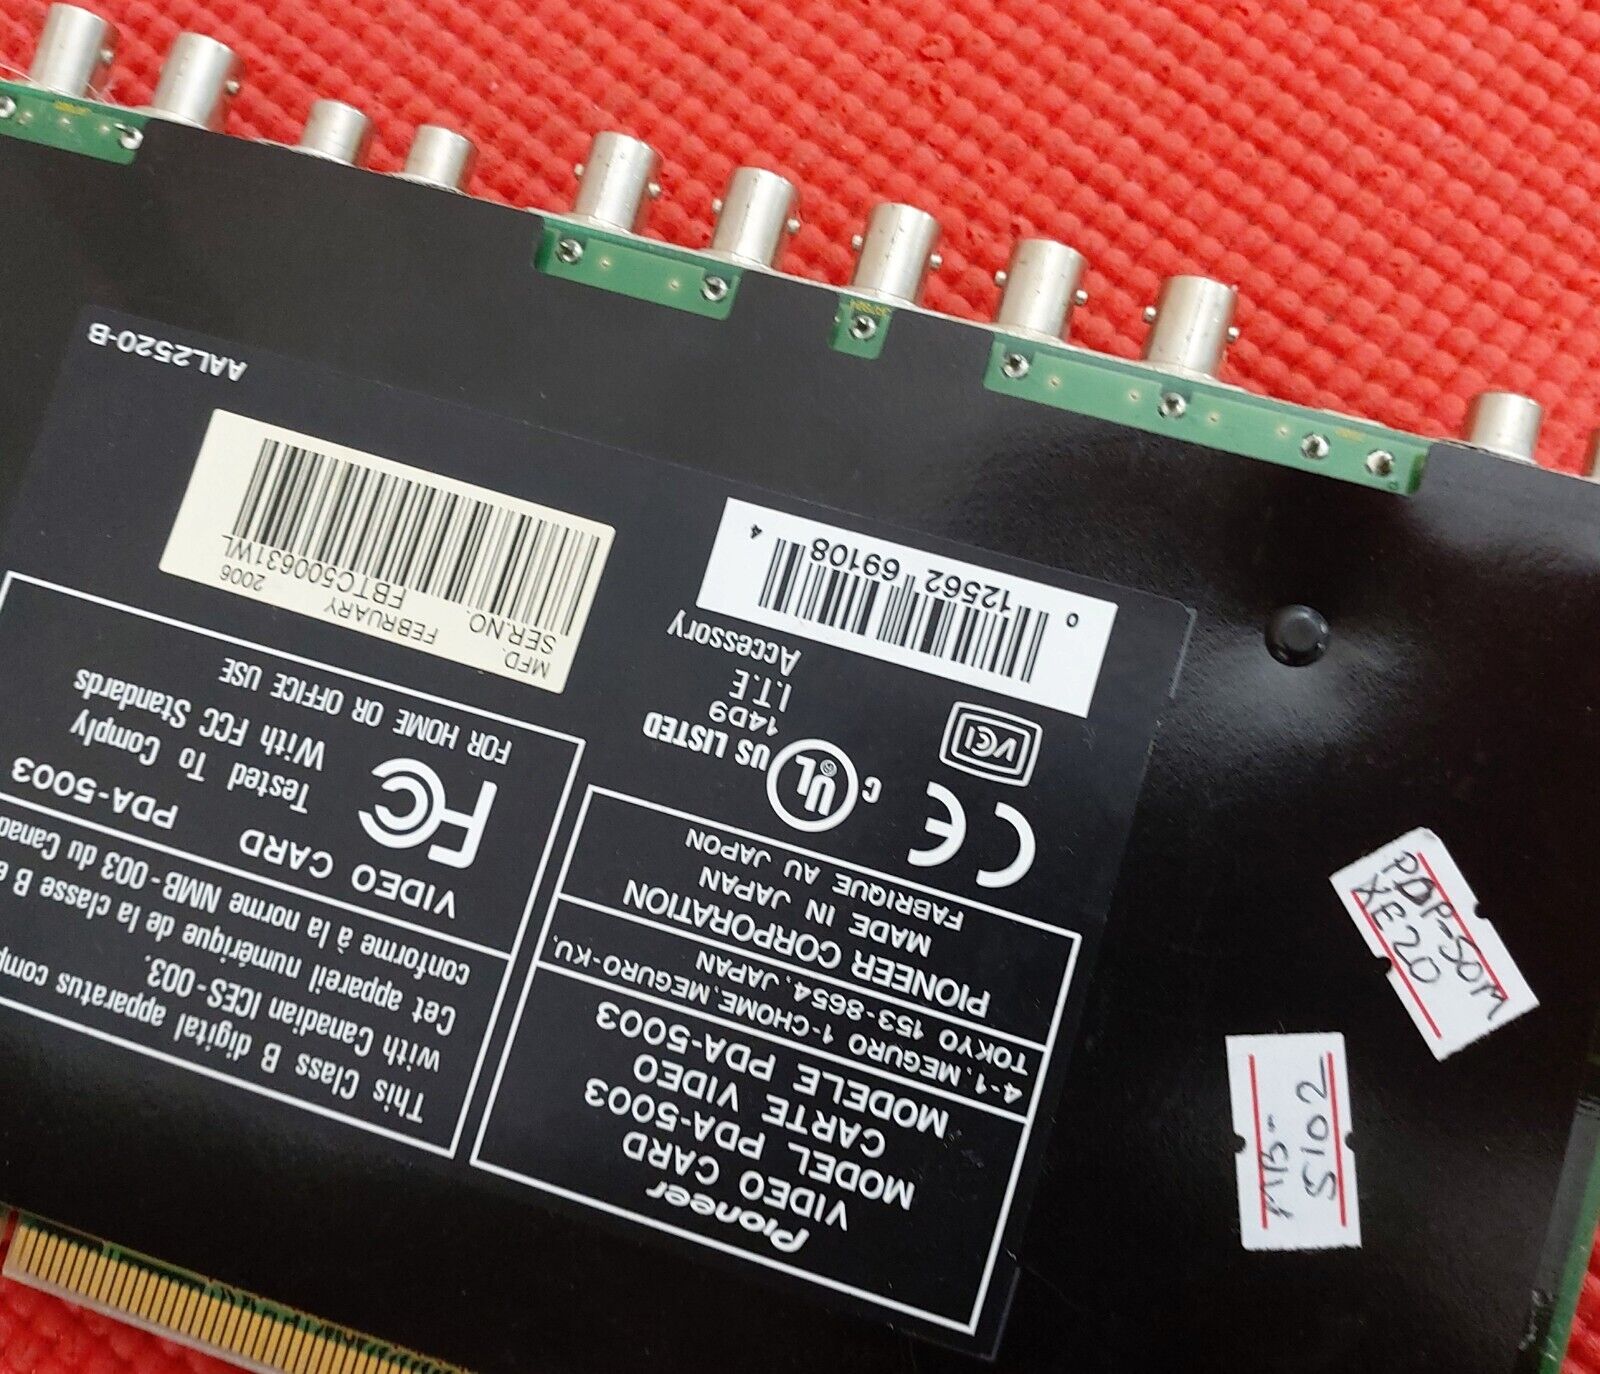 Pioneer
VIDEO CARD
MODEL PDA-5003
CARTE VIDEO
MODELE PDA-5003
4-1, MEGURO 1-CHOME, MEGURO-KU,
TOKYO 153-8654, JAPAN
PIONEER CORPORATION
MADE IN JAPAN
FABRIQUE AU JAPON
CE
C UL US LISTED
14D9
I.T.E
Accessory
VCI
0 12562 69108 4
This Class B digital apparatus
with Canadian ICES-003.
Cet appareil numérique de la classe B
conforme à la norme NMB-003 du
VIDEO CARD PDA-5003
FC
Tested To Comply
With FCC Standards
FOR HOME OR OFFICE USE
MFD. FEBRUARY 2006
SER.NO. FBTC500631WL
AAL2520-B
PDP-50M
XE20
MB-
5102